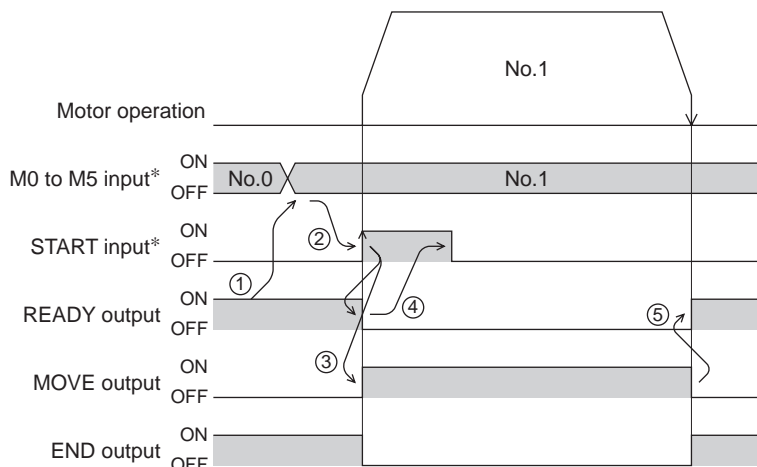 No.1
Motor operation
M0 to M5 input*
ON
OFF
No.0
No.1
START input*
ON
OFF
②
①
④
READY output
ON
OFF
⑤
③
MOVE output
ON
OFF
END output
ON
OFF